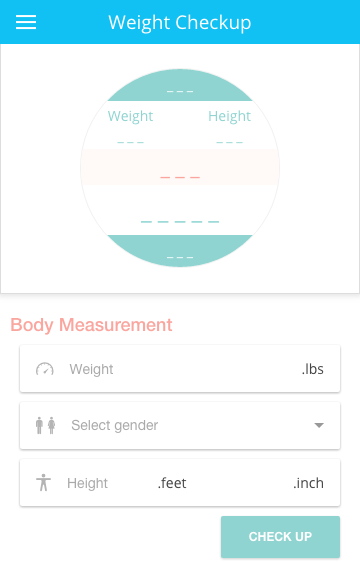 Weight Checkup
_ _ _
Weight Height
_ _ _ _ _ _
_ _ _
_ _ _ _ _
_ _ _
Body Measurement
Weight .lbs
Select gender
Height .feet .inch
CHECK UP